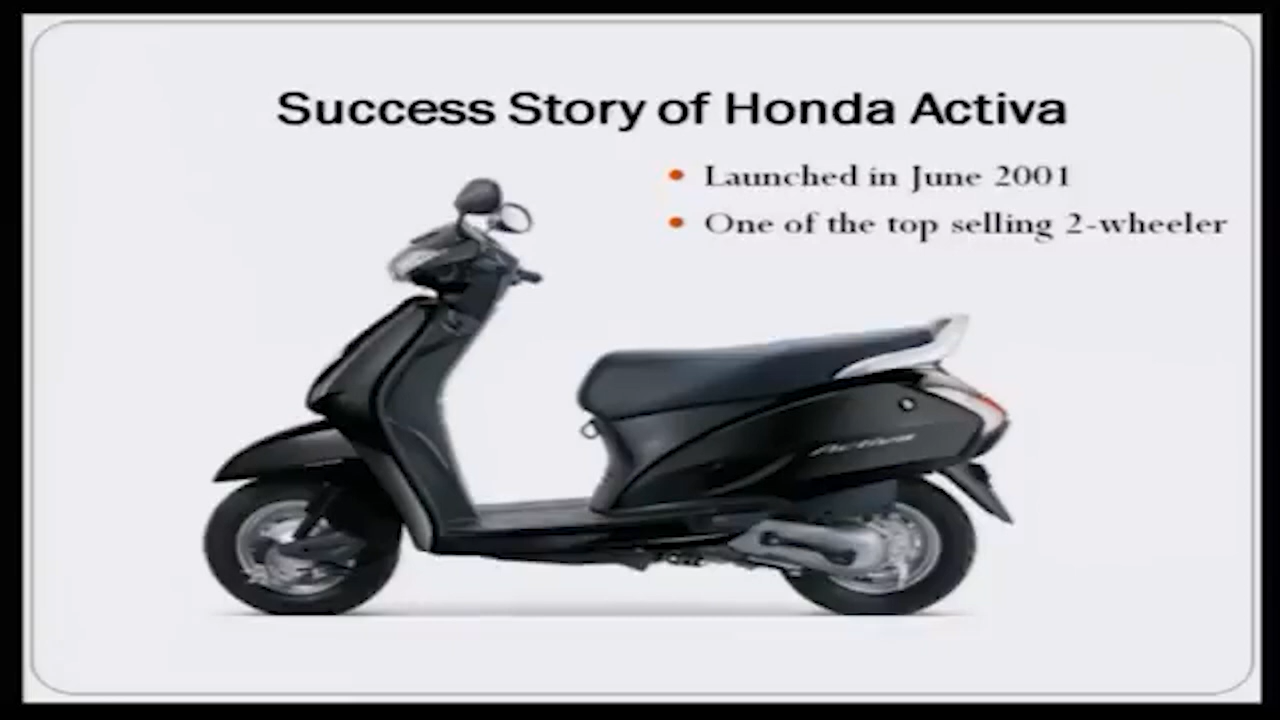 Success Story of Honda Activa
Launched in June 2001
One of the top selling 2-wheeler
Activa